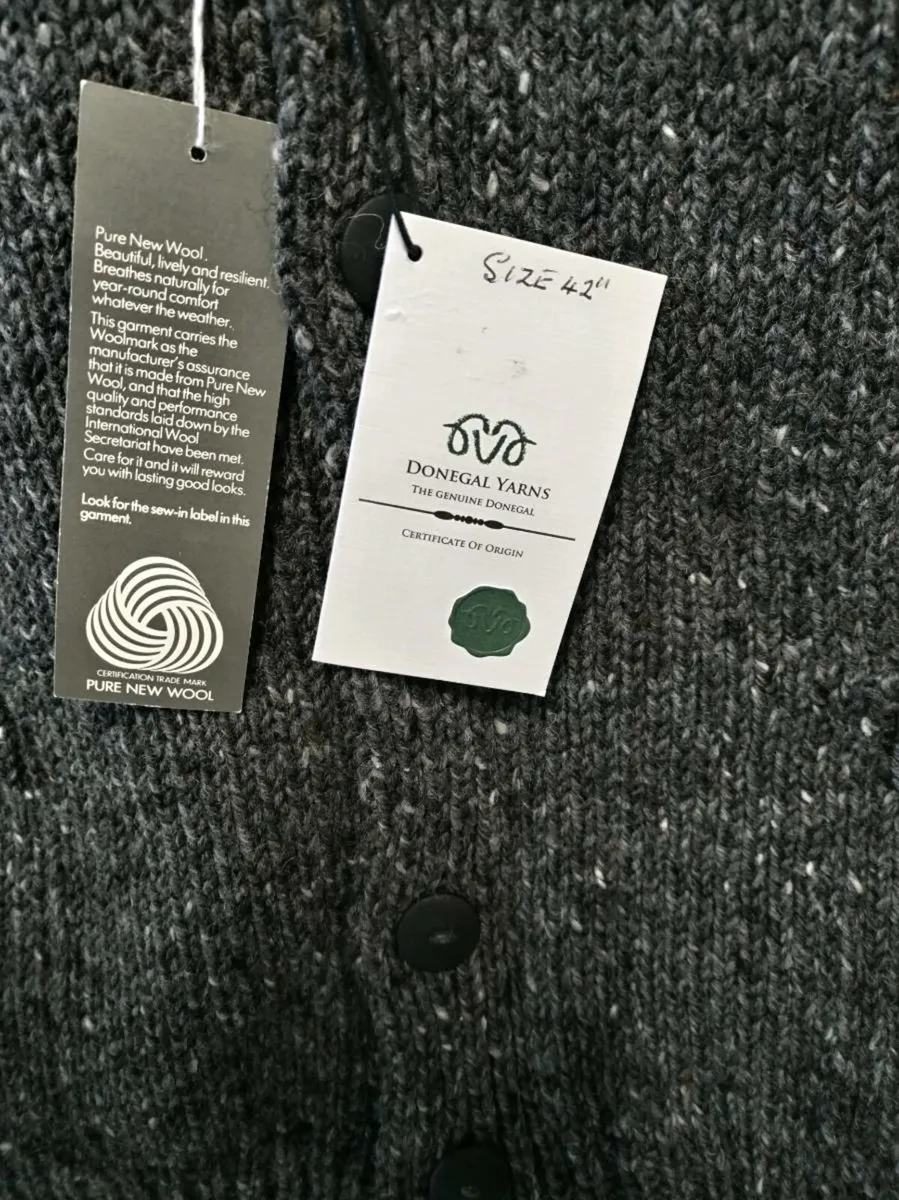 Pure New Wool.
Beautiful, lively and resilient.
Breathes naturally for
year-round comfort
whatever the weather.
This garment carries the
Woolmark as the
manufacturer's assurance
that it is made from Pure New
Wool, and that the high
quality and performance
standards laid down by the
International Wool
Secretariat have been met.
Care for it and it will reward
you with lasting good looks.
Look for the sew-in label in this
garment.
CERTIFICATION TRADE MARK
PURE NEW WOOL
SIZE 42"
DONEGAL YARNS
THE GENUINE DONEGAL
CERTIFICATE OF ORIGIN